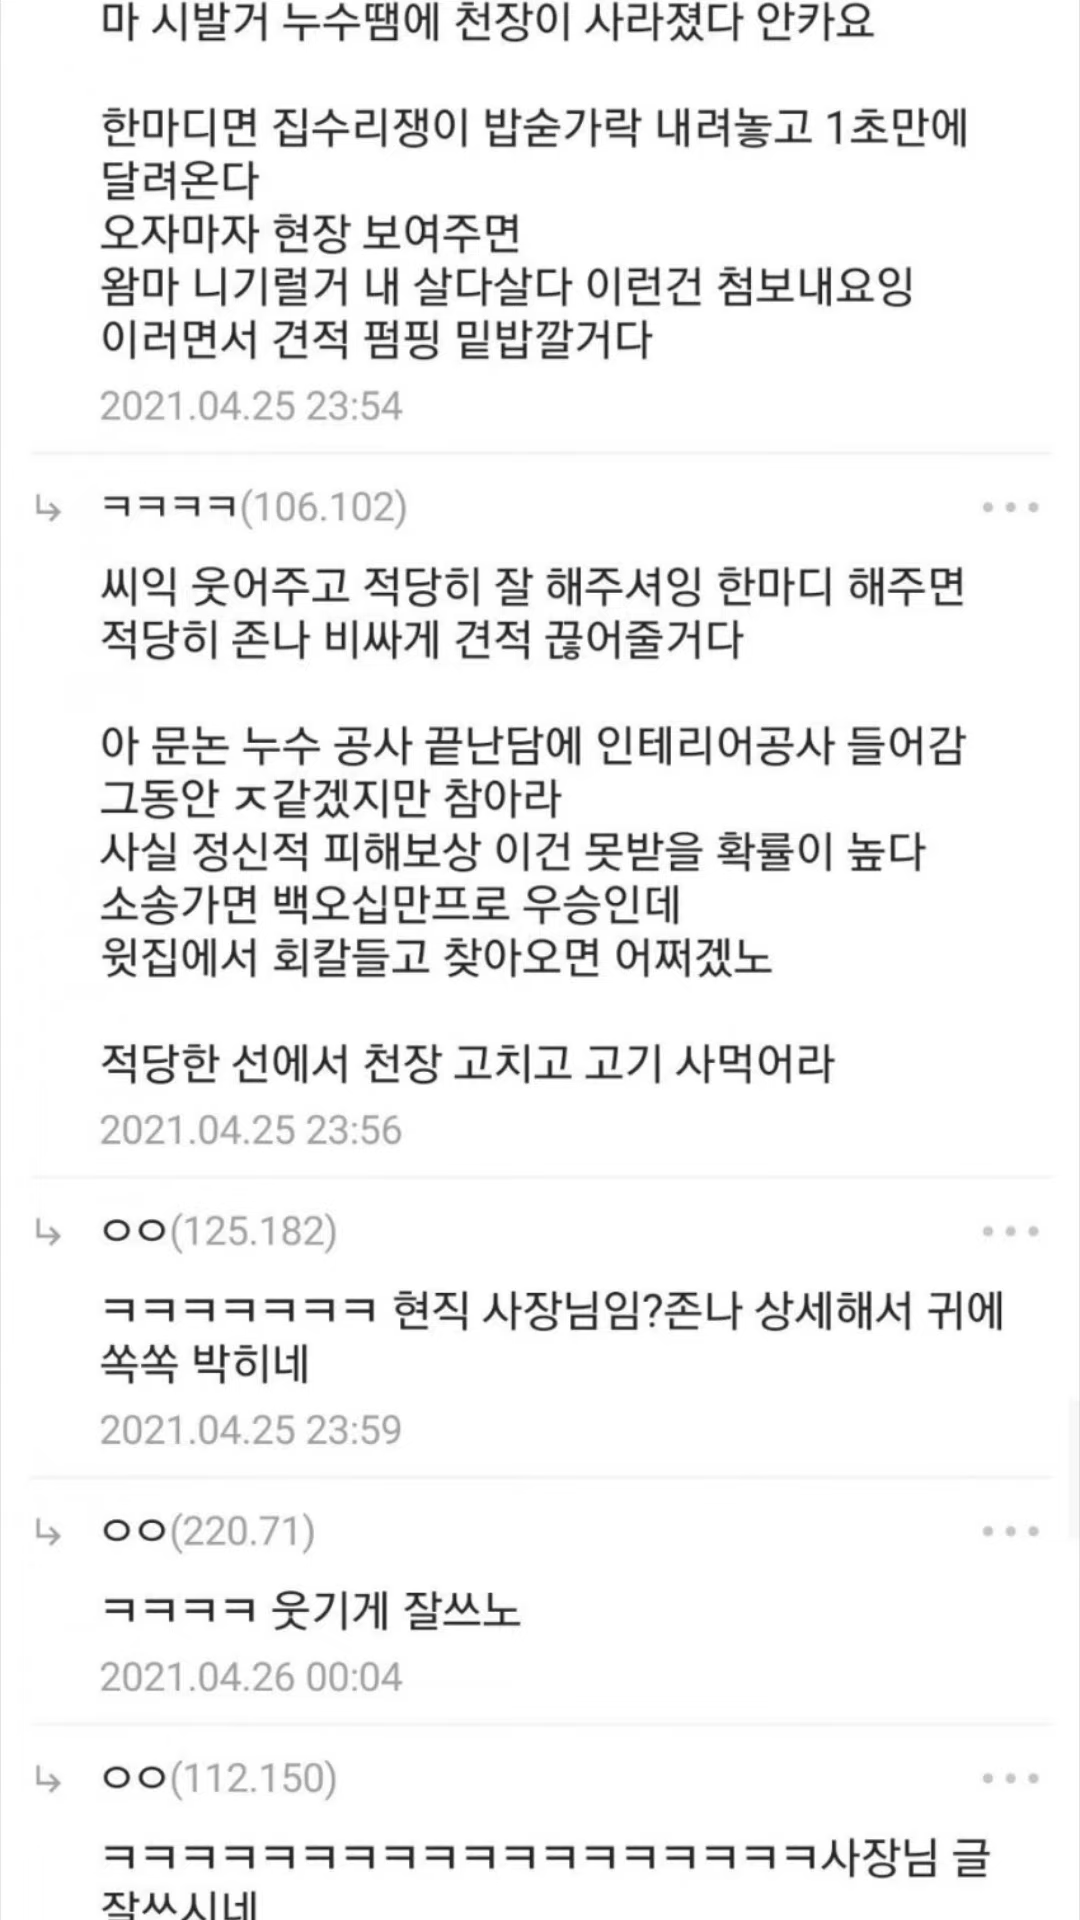 마 시발거 누수땜에 천장이 사라졌다 안카요
한마디면 집수리쟁이 밥숟가락 내려놓고 1초만에
달려온다
오자마자 현장 보여주면
왐마 니기럴거 내 살다살다 이런건 첨보내요잉
이러면서 견적 펌핑 밑밥깔거다
2021.04.25 23:54
ㅋㅋㅋㅋ(106.102)
씨익 웃어주고 적당히 잘 해주셔잉 한마디 해주면
적당히 존나 비싸게 견적 끊어줄거다
아 문논 누수 공사 끝난담에 인테리어공사 들어감
그동안 ㅈ같겠지만 참아라
사실 정신적 피해보상 이건 못받을 확률이 높다
소송가면 백오십만프로 우승인데
윗집에서 회칼들고 찾아오면 어쩌겠노
적당한 선에서 천장 고치고 고기 사먹어라
2021.04.25 23:56
ㅇㅇ(125.182)
ㅋㅋㅋㅋㅋㅋㅋ 현직 사장님임?존나 상세해서 귀에
쏙쏙 박히네
2021.04.25 23:59
ㅇㅇ(220.71)
ㅋㅋㅋㅋ 웃기게 잘쓰노
2021.04.26 00:04
ㅇㅇ(112.150)
ㅋㅋㅋㅋㅋㅋㅋㅋㅋㅋㅋㅋㅋㅋㅋㅋㅋㅋ사장님 글
잘쓰시네